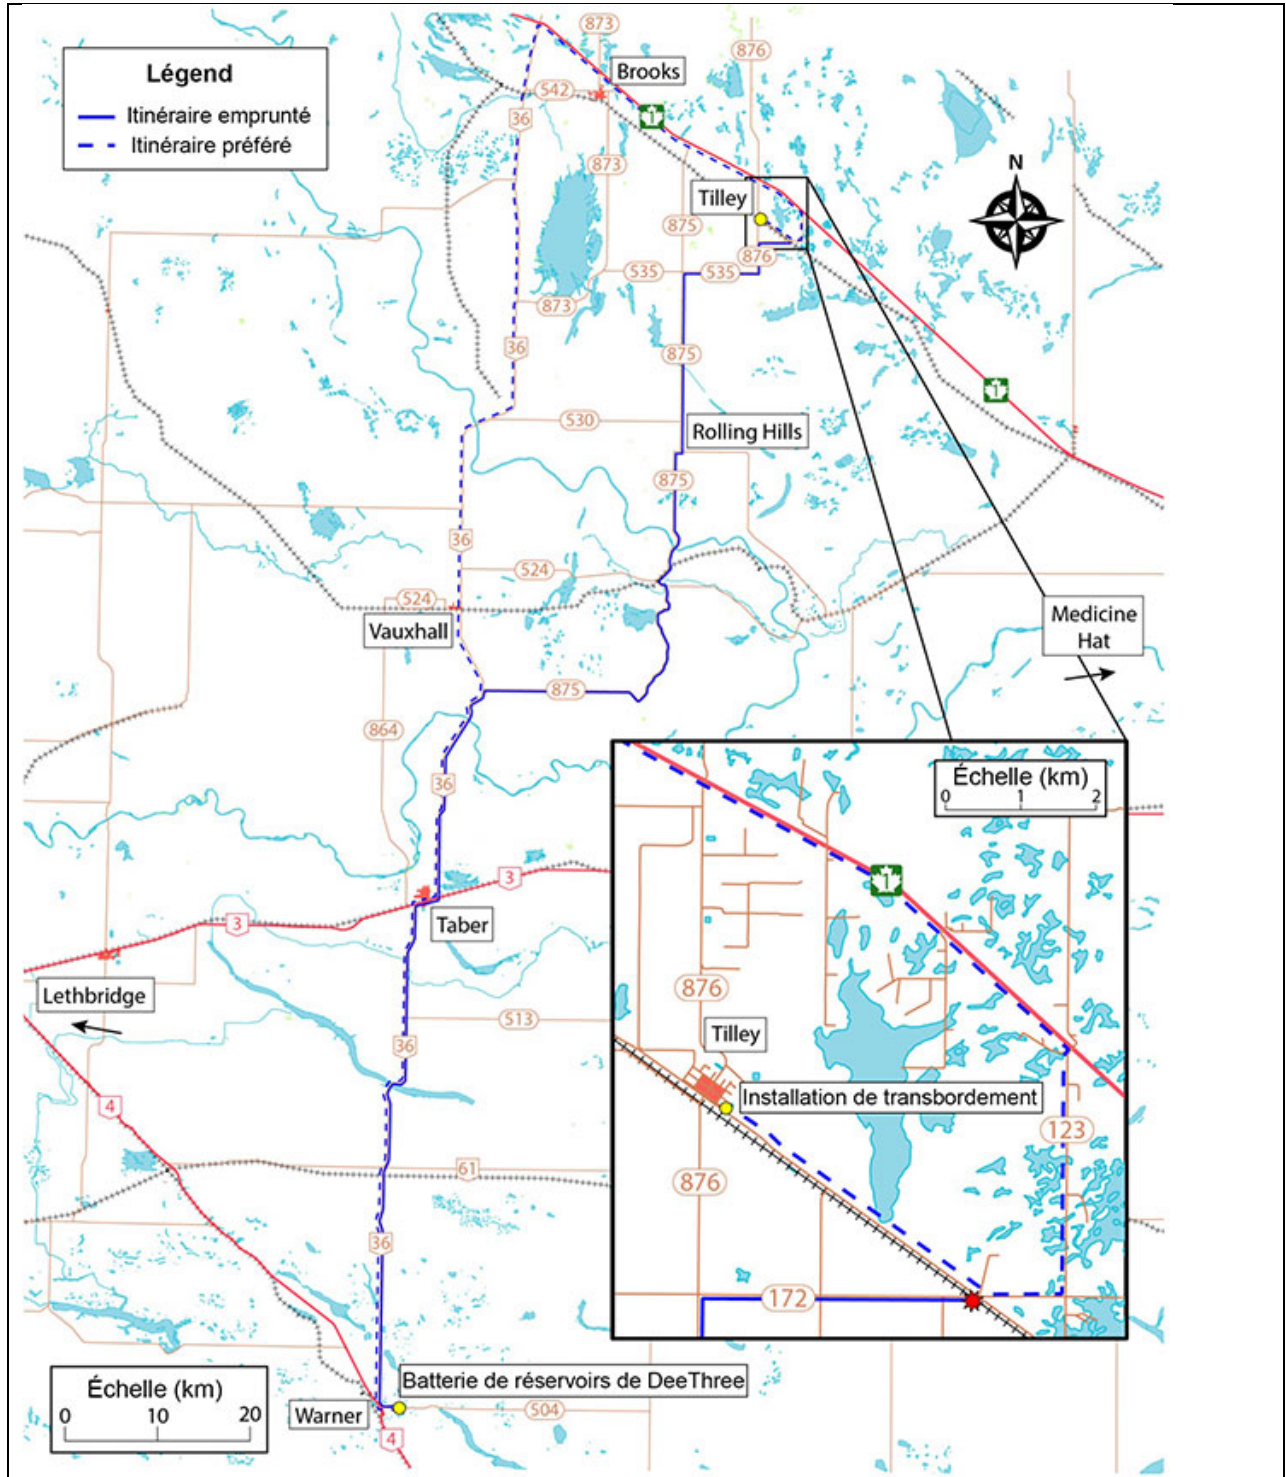 873
876
Légend
Itinéraire emprunté
Itinéraire préféré
Brooks
542
36
1
873
N
Tilley
875
876
535
535
873
36
875
1
530
Rolling Hills
875
36
524
524
Vauxhall
Medicine
Hat
875
864
36
Échelle (km)
0 1 2
1
3
3
Taber
876
Lethbridge
513
Tilley
36
Installation de transbordement
4
123
61
876
36
172
Batterie de réservoirs de DeeThree
Échelle (km)
0 10 20
Warner
504
4